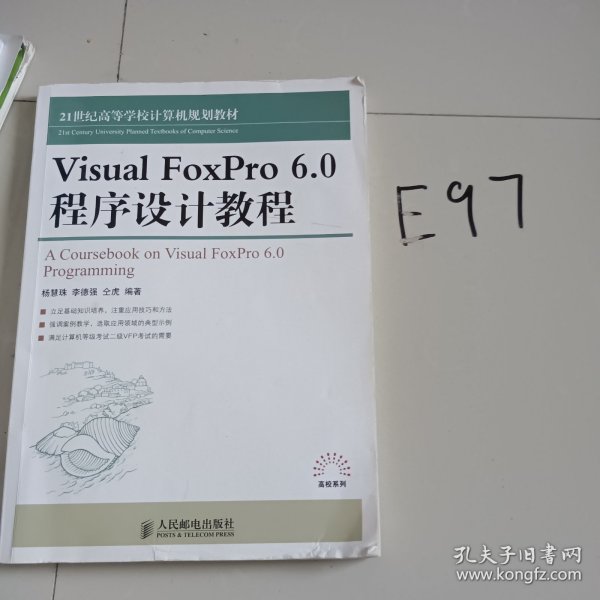 21世纪高等学校计算机规划教材
21st Century University Planned Textbooks of Computer Science
Visual FoxPro 6.0
程序设计教程
A Coursebook on Visual FoxPro 6.0
Programming
杨慧珠 李德强 仝虎 编著
立足基础知识培养，注重应用技巧和方法
强调案例教学，选取应用领域的典型示例
满足计算机等级考试二级VFP考试的需要
高校系列
人民邮电出版社
POSTS & TELECOM PRESS
E97
孔夫子旧书网
www.kongfz.com